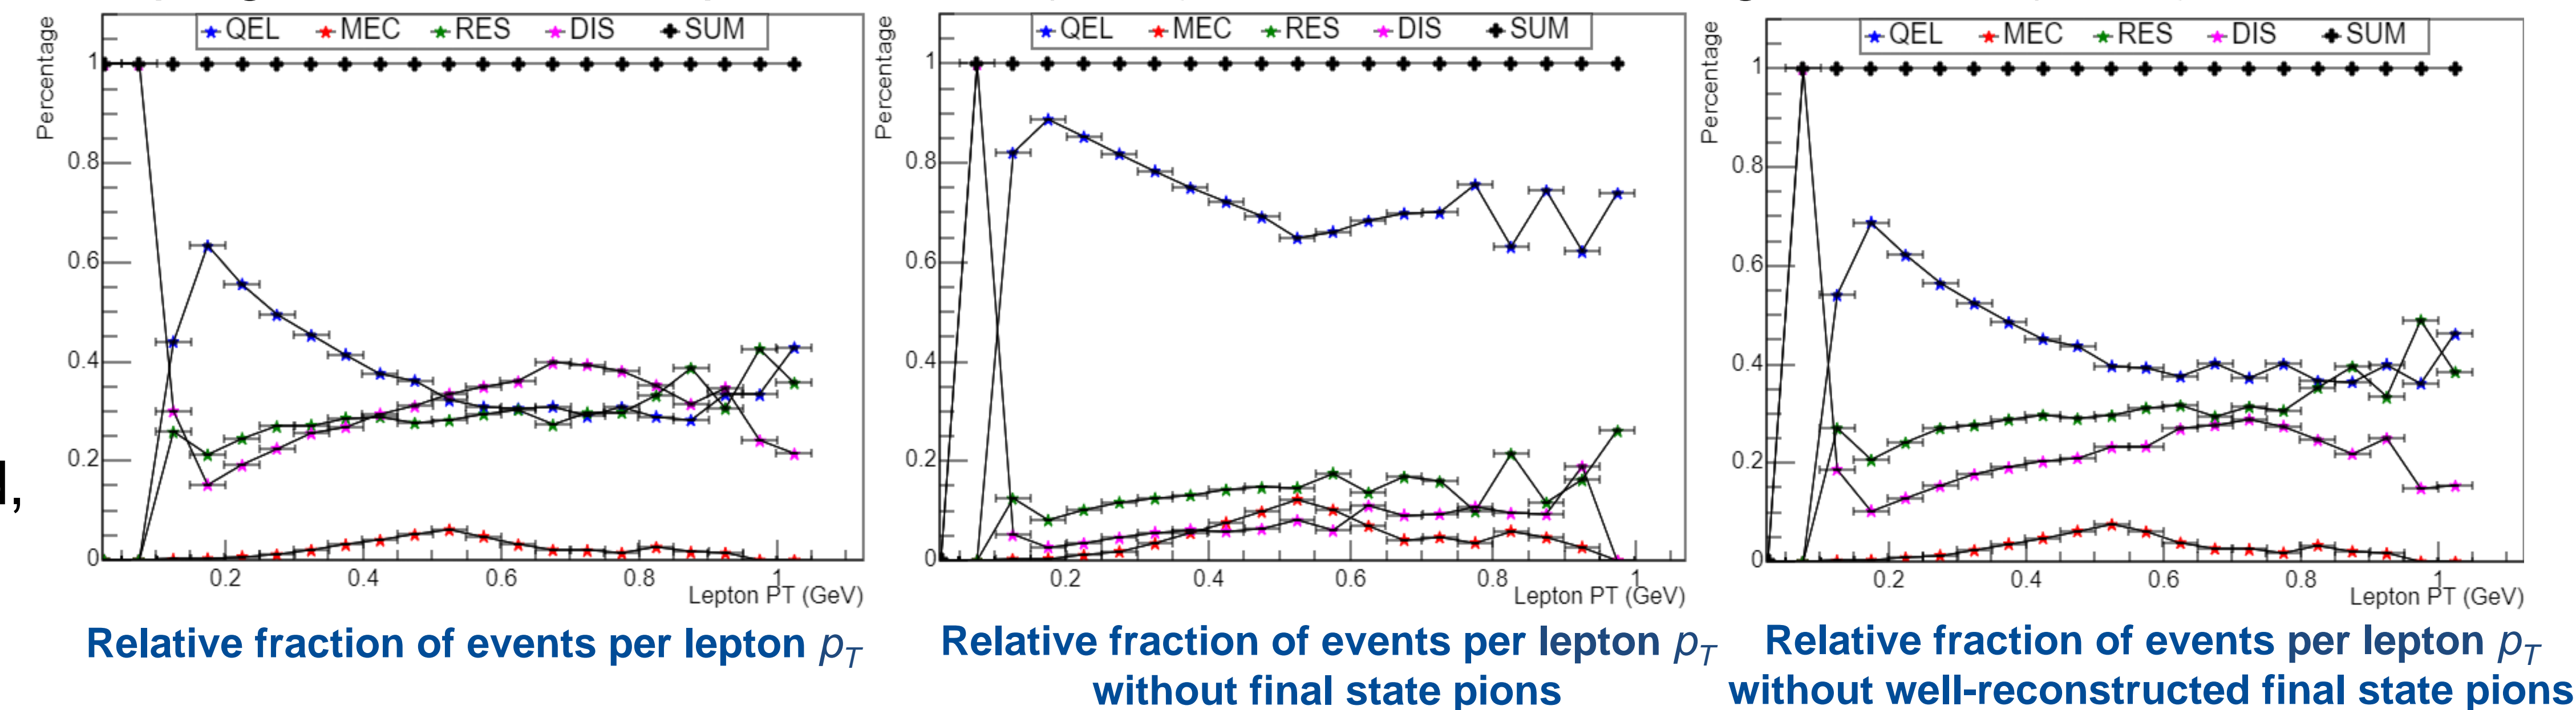 QEL MEC RES DIS SUM
Percentage
1
0.8
0.6
0.4
0.2
0
0.2 0.4 0.6 0.8 1
Lepton PT (GeV)
Relative fraction of events per lepton pT
QEL MEC RES DIS SUM
Percentage
1
0.8
0.6
0.4
0.2
0
0.2 0.4 0.6 0.8 1
Lepton PT (GeV)
Relative fraction of events per lepton pT
without final state pions
QEL MEC RES DIS SUM
Percentage
1
0.8
0.6
0.4
0.2
0
0.2 0.4 0.6 0.8 1
Lepton PT (GeV)
Relative fraction of events per lepton pT
without well-reconstructed final state pions